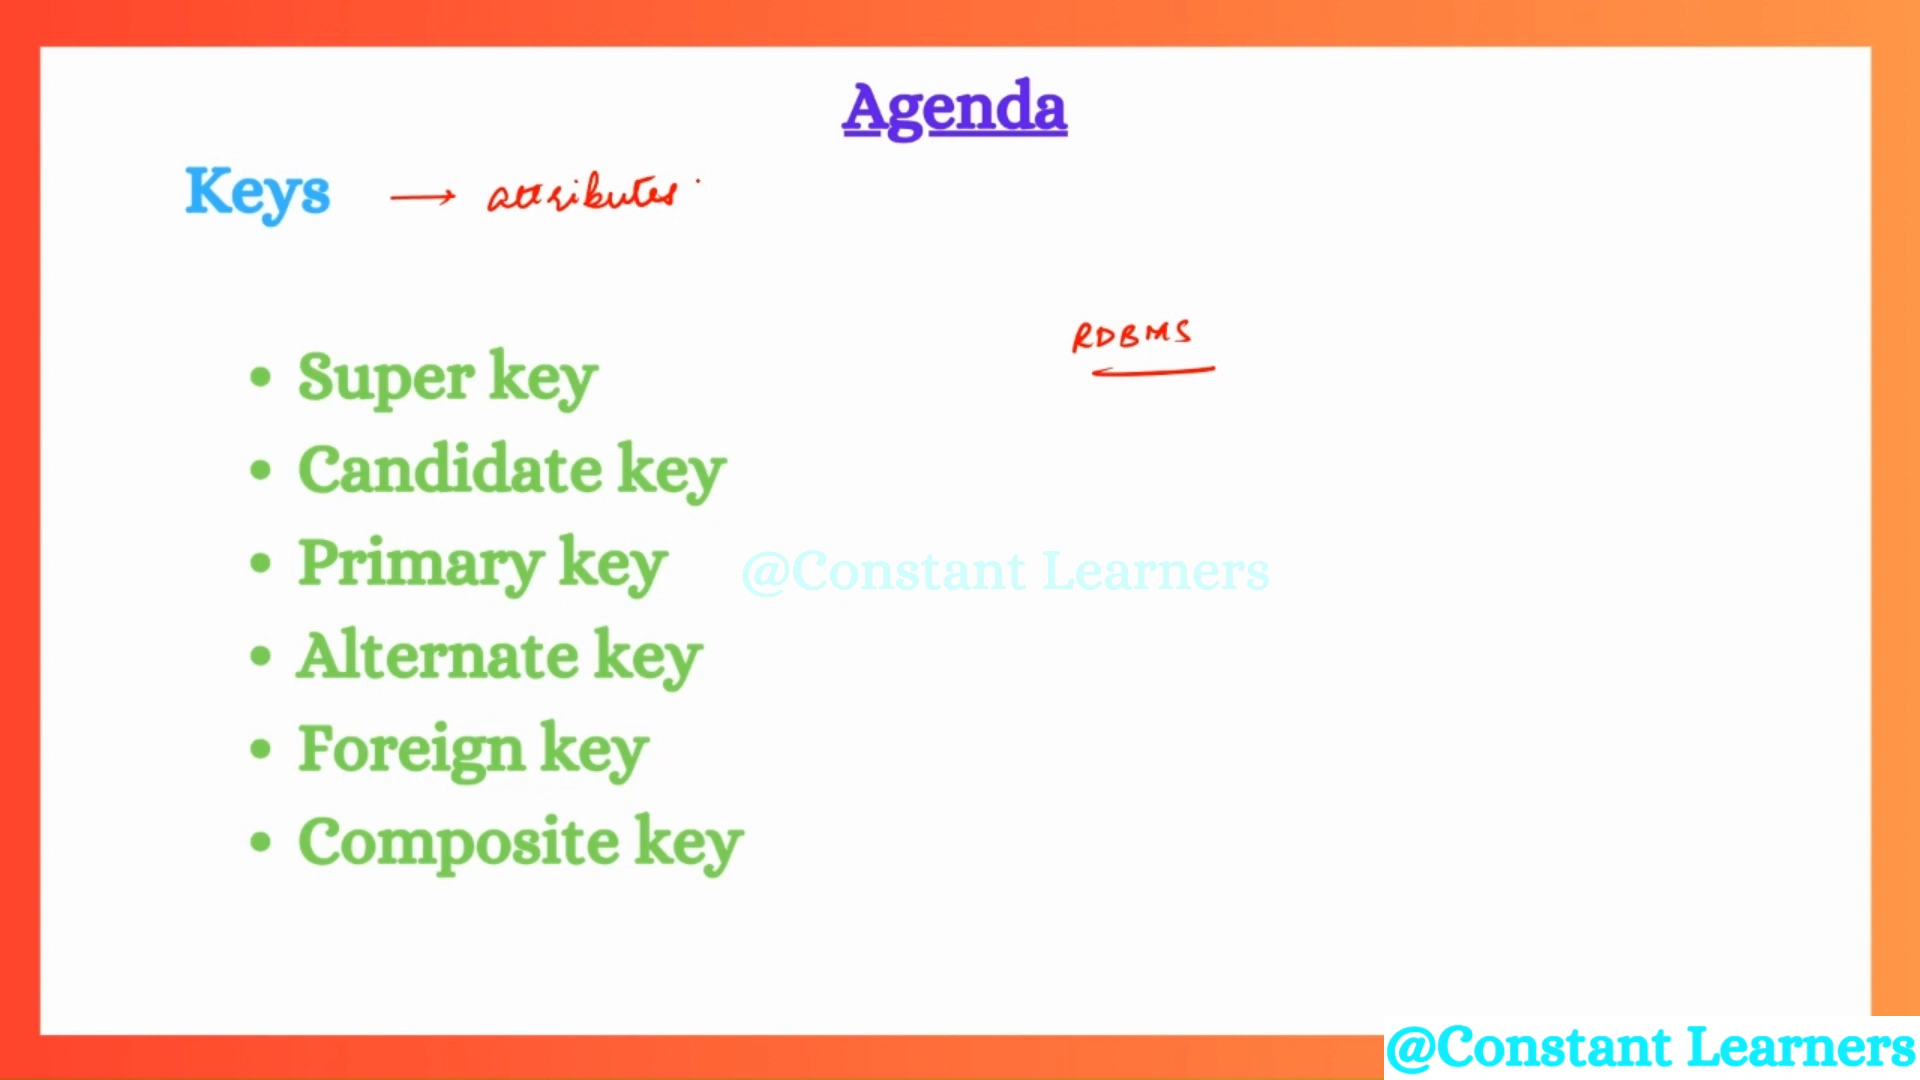 Agenda
Keys → attributes
RDBMS
• Super key
• Candidate key
• Primary key
@Constant Learners
• Alternate key
• Foreign key
• Composite key
@Constant Learners